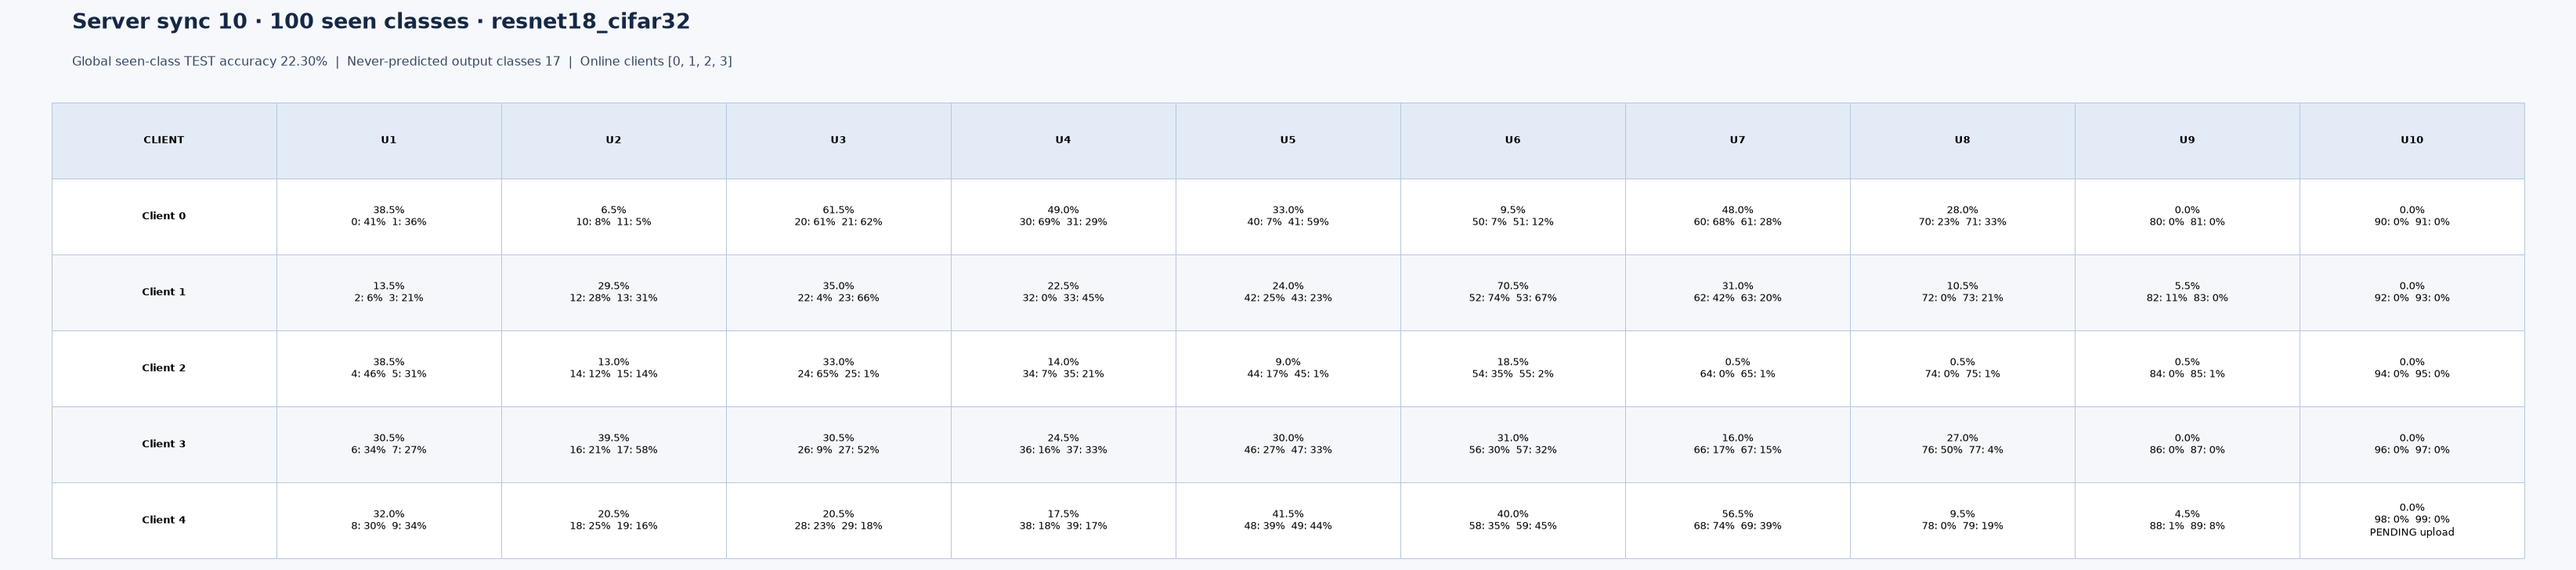 Server sync 10 · 100 seen classes · resnet18_cifar32
Global seen-class TEST accuracy 22.30% | Never-predicted output classes 17 | Online clients [0, 1, 2, 3]
CLIENT U1 U2 U3 U4 U5 U6 U7 U8 U9 U10
Client 0
38.5%
0: 41% 1: 36%
6.5%
10: 8% 11: 5%
61.5%
20: 61% 21: 62%
49.0%
30: 69% 31: 29%
33.0%
40: 7% 41: 59%
9.5%
50: 7% 51: 12%
48.0%
60: 68% 61: 28%
28.0%
70: 23% 71: 33%
0.0%
80: 0% 81: 0%
0.0%
90: 0% 91: 0%
Client 1
13.5%
2: 6% 3: 21%
29.5%
12: 28% 13: 31%
35.0%
22: 4% 23: 66%
22.5%
32: 0% 33: 45%
24.0%
42: 25% 43: 23%
70.5%
52: 74% 53: 67%
31.0%
62: 42% 63: 20%
10.5%
72: 0% 73: 21%
5.5%
82: 11% 83: 0%
0.0%
92: 0% 93: 0%
Client 2
38.5%
4: 46% 5: 31%
13.0%
14: 12% 15: 14%
33.0%
24: 65% 25: 1%
14.0%
34: 7% 35: 21%
9.0%
44: 17% 45: 1%
18.5%
54: 35% 55: 2%
0.5%
64: 0% 65: 1%
0.5%
74: 0% 75: 1%
0.5%
84: 0% 85: 1%
0.0%
94: 0% 95: 0%
Client 3
30.5%
6: 34% 7: 27%
39.5%
16: 21% 17: 58%
30.5%
26: 9% 27: 52%
24.5%
36: 16% 37: 33%
30.0%
46: 27% 47: 33%
31.0%
56: 30% 57: 32%
16.0%
66: 17% 67: 15%
27.0%
76: 50% 77: 4%
0.0%
86: 0% 87: 0%
0.0%
96: 0% 97: 0%
Client 4
32.0%
8: 30% 9: 34%
20.5%
18: 25% 19: 16%
20.5%
28: 23% 29: 18%
17.5%
38: 18% 39: 17%
41.5%
48: 39% 49: 44%
40.0%
58: 35% 59: 45%
56.5%
68: 74% 69: 39%
9.5%
78: 0% 79: 19%
4.5%
88: 1% 89: 8%
0.0%
98: 0% 99: 0%
PENDING upload